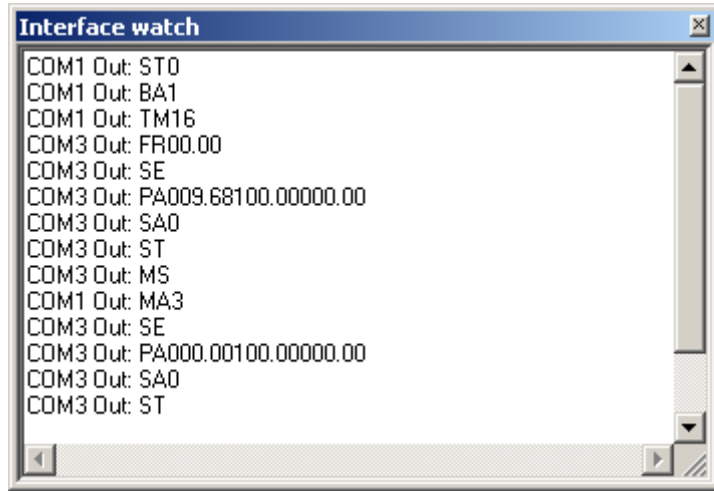 Interface watch
COM1 Out: ST0
COM1 Out: BA1
COM1 Out: TM16
COM3 Out: FR00.00
COM3 Out: SE
COM3 Out: PA009.68100.00000.00
COM3 Out: SA0
COM3 Out: ST
COM3 Out: MS
COM1 Out: MA3
COM3 Out: SE
COM3 Out: PA000.00100.00000.00
COM3 Out: SA0
COM3 Out: ST